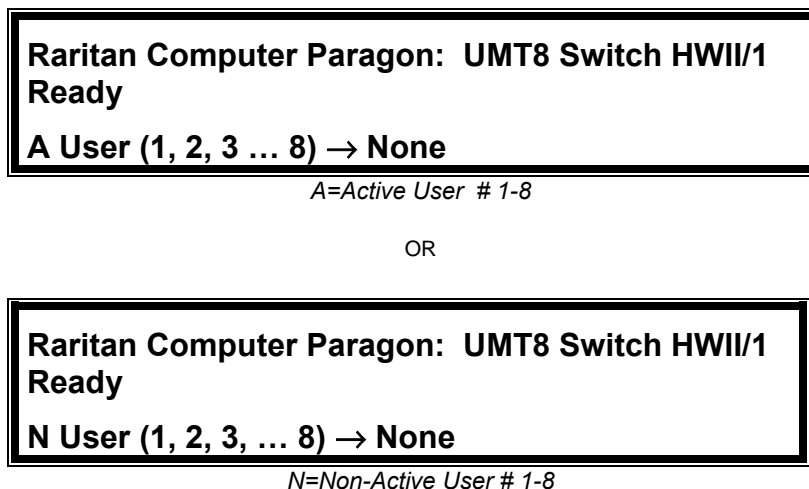 Raritan Computer Paragon: UMT8 Switch HWII/1
Ready
A User (1, 2, 3 … 8) → None
A=Active User # 1-8
OR
Raritan Computer Paragon: UMT8 Switch HWII/1
Ready
N User (1, 2, 3, … 8) → None
N=Non-Active User # 1-8